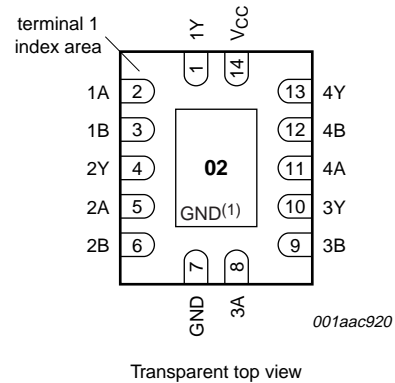 terminal 1
index area
1Y
VCC
1
14
1A 2
13 4Y
1B 3
12 4B
2Y 4
02
11 4A
2A 5
GND(1)
10 3Y
2B 6
9 3B
7
8
GND
3A
001aac920
Transparent top view